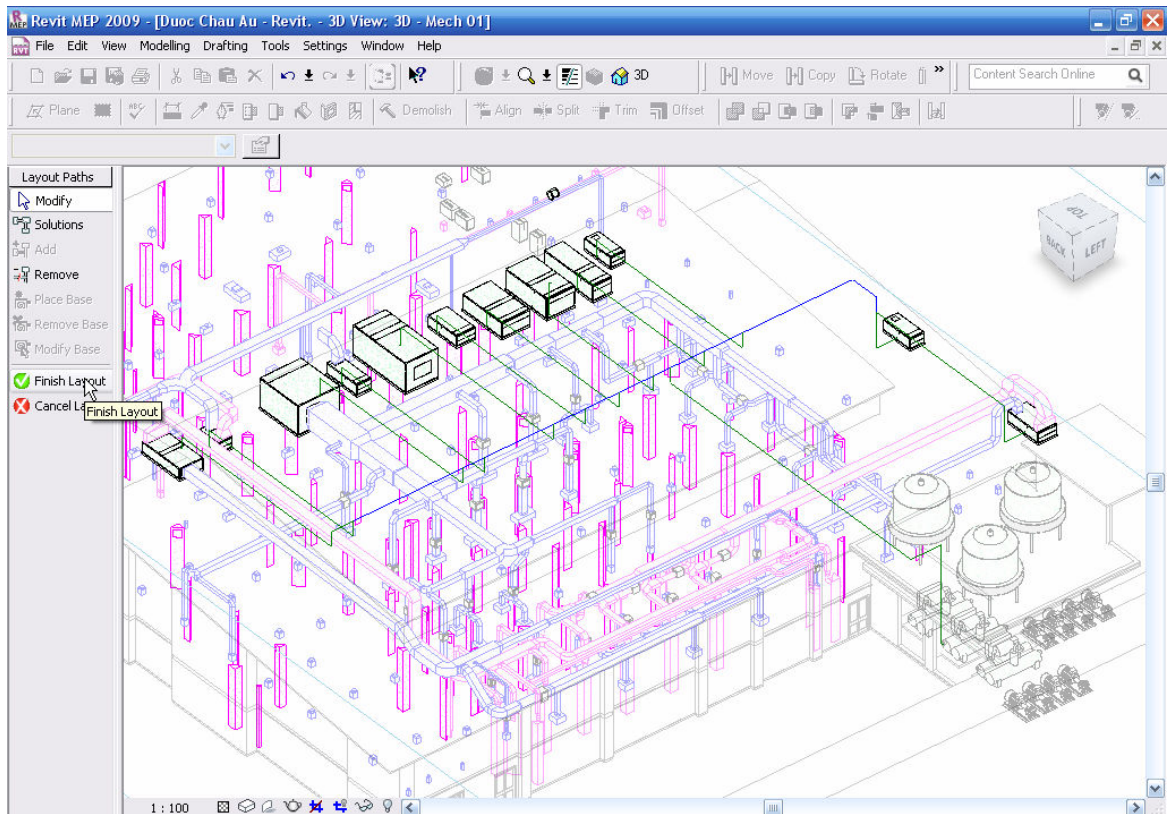 Revit MEP 2009 - [Duoc Chau Au - Revit. - 3D View: 3D - Mech 01]
File Edit View Modelling Drafting Tools Settings Window Help
3D Move Copy Rotate » Content Search Online
Plane Demolish Align Split Trim Offset
Layout Paths
Modify
Solutions
Add
Remove
Place Base
Remove Base
Modify Base
Finish Layout
Cancel La
Finish Layout
TOP
BACK LEFT
1 : 100